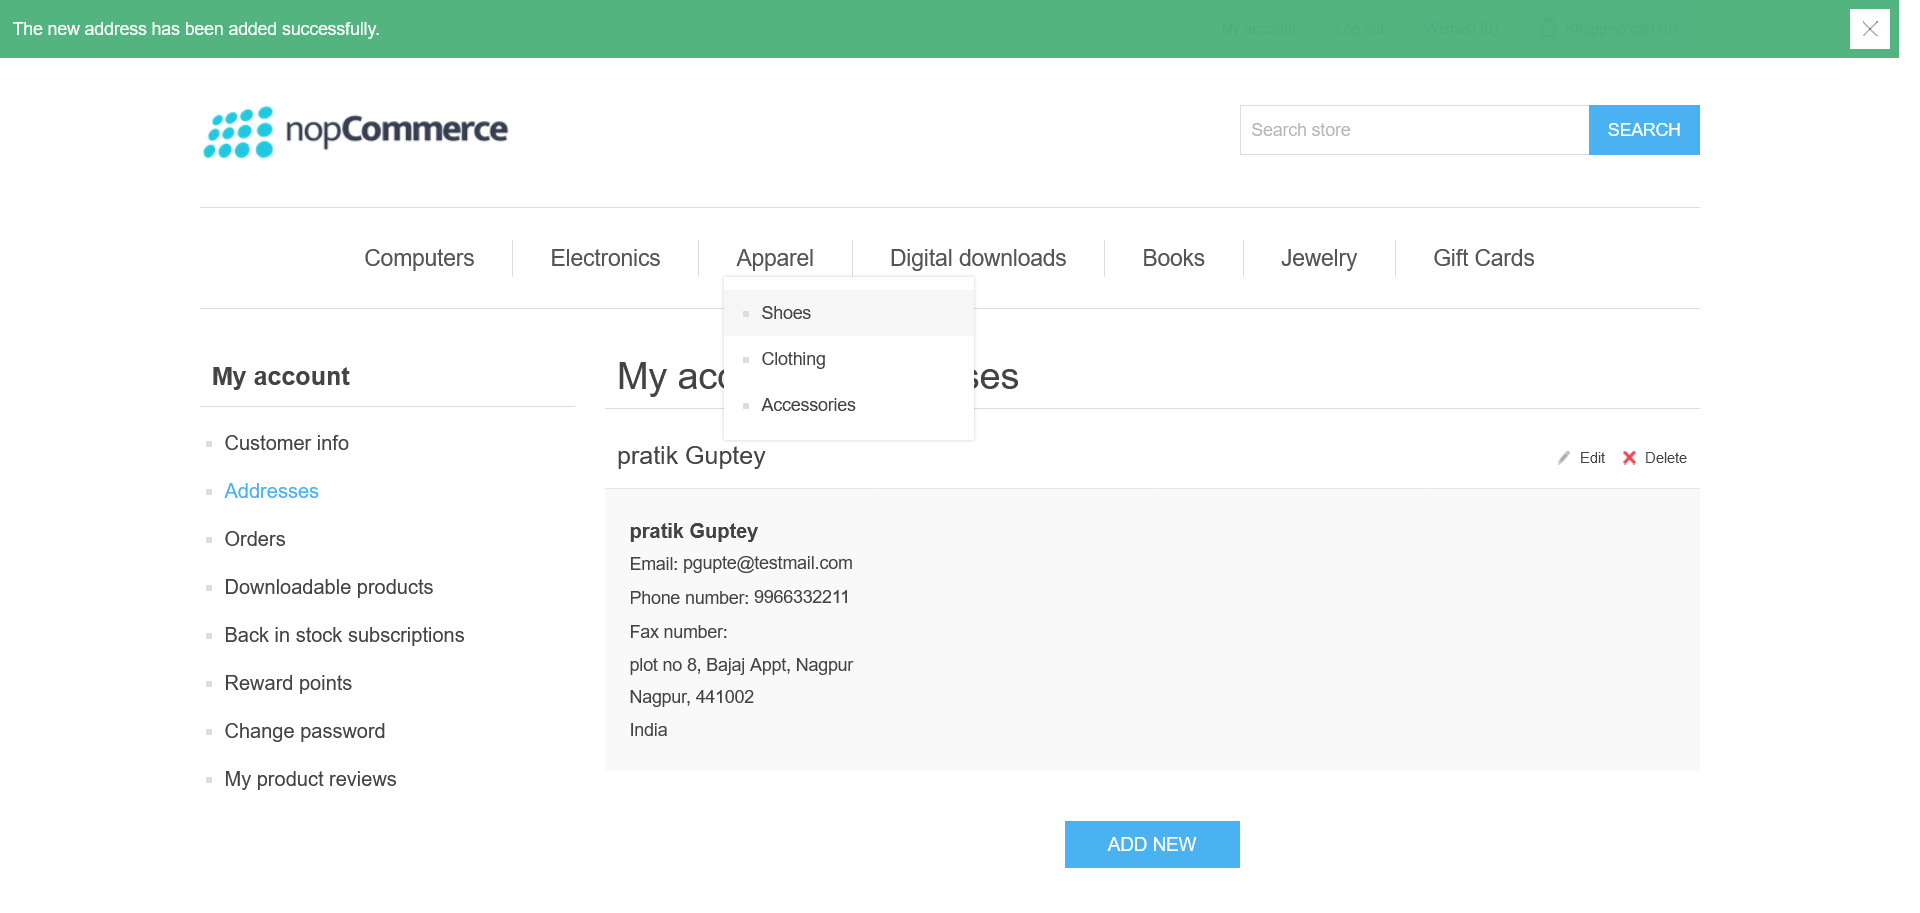 The new address has been added successfully.
My account Log out Wishlist (0) Shopping cart (0)
nopCommerce
Search store SEARCH
Computers Electronics Apparel Digital downloads Books Jewelry Gift Cards
Shoes
Clothing
Accessories
My account
Customer info
Addresses
Orders
Downloadable products
Back in stock subscriptions
Reward points
Change password
My product reviews
My acc ses
pratik Guptey Edit Delete
pratik Guptey
Email: pgupte@testmail.com
Phone number: 9966332211
Fax number:
plot no 8, Bajaj Appt, Nagpur
Nagpur, 441002
India
ADD NEW